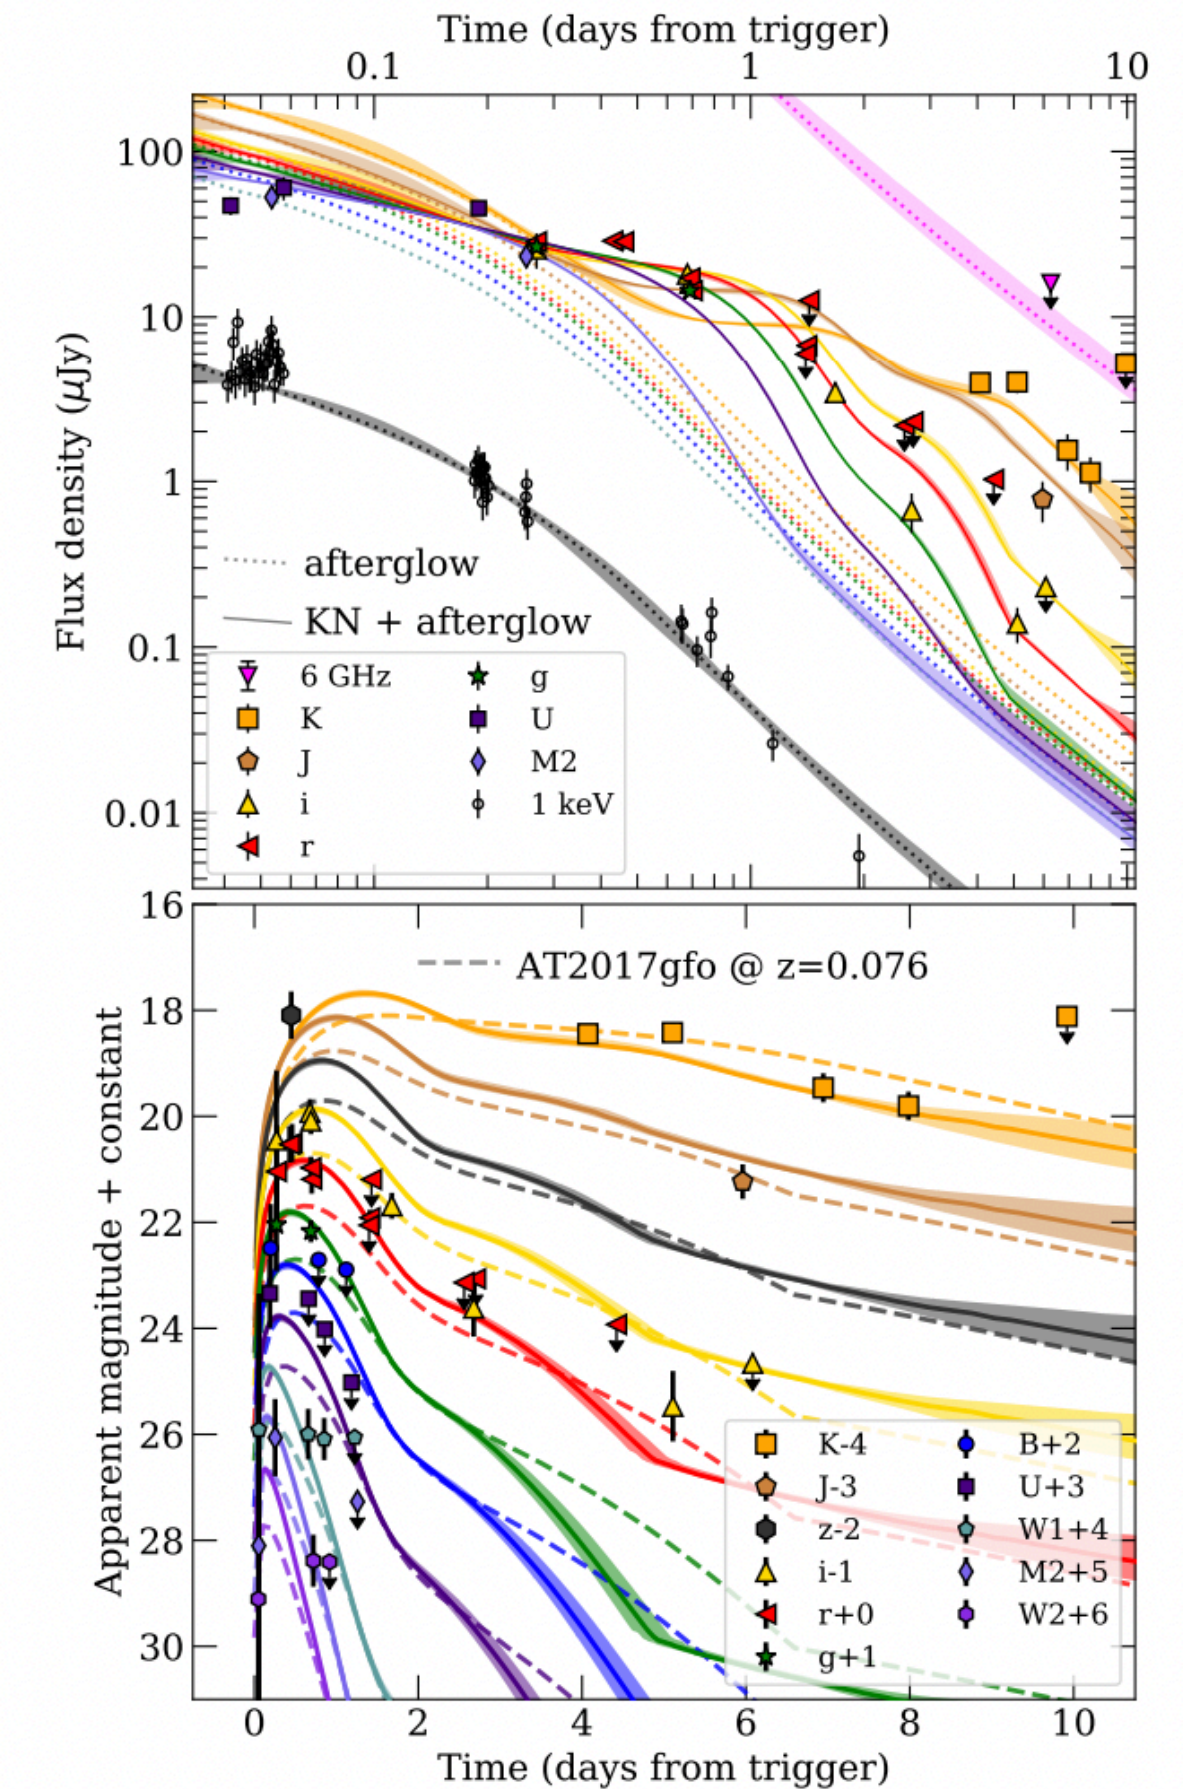 Time (days from trigger)
0.1 1 10
100
10
1
0.1
0.01
Flux density (μJy)
afterglow
KN + afterglow
6 GHz g
K U
J M2
i 1 keV
r
16
18
20
22
24
26
28
30
Apparent magnitude + constant
AT2017gfo @ z=0.076
K-4 B+2
J-3 U+3
z-2 W1+4
i-1 M2+5
r+0 W2+6
g+1
0 2 4 6 8 10
Time (days from trigger)